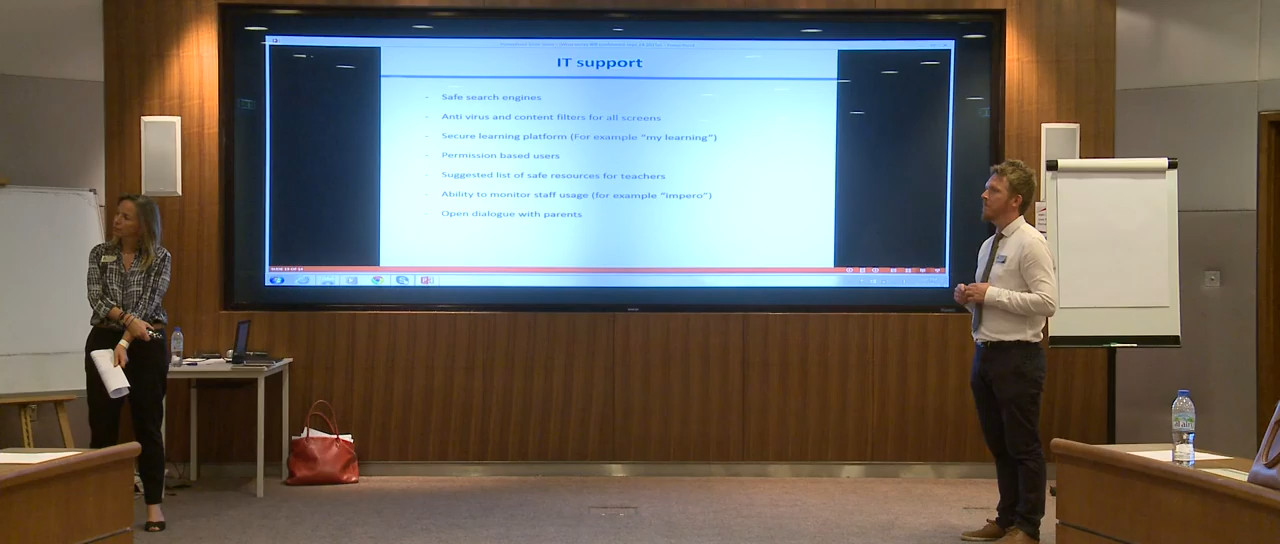 IT support
- Safe search engines
- Anti virus and content filters for all screens
- Secure learning platform (For example "my learning")
- Permission based users
- Suggested list of safe resources for teachers
- Ability to monitor staff usage (for example "impero")
- Open dialogue with parents